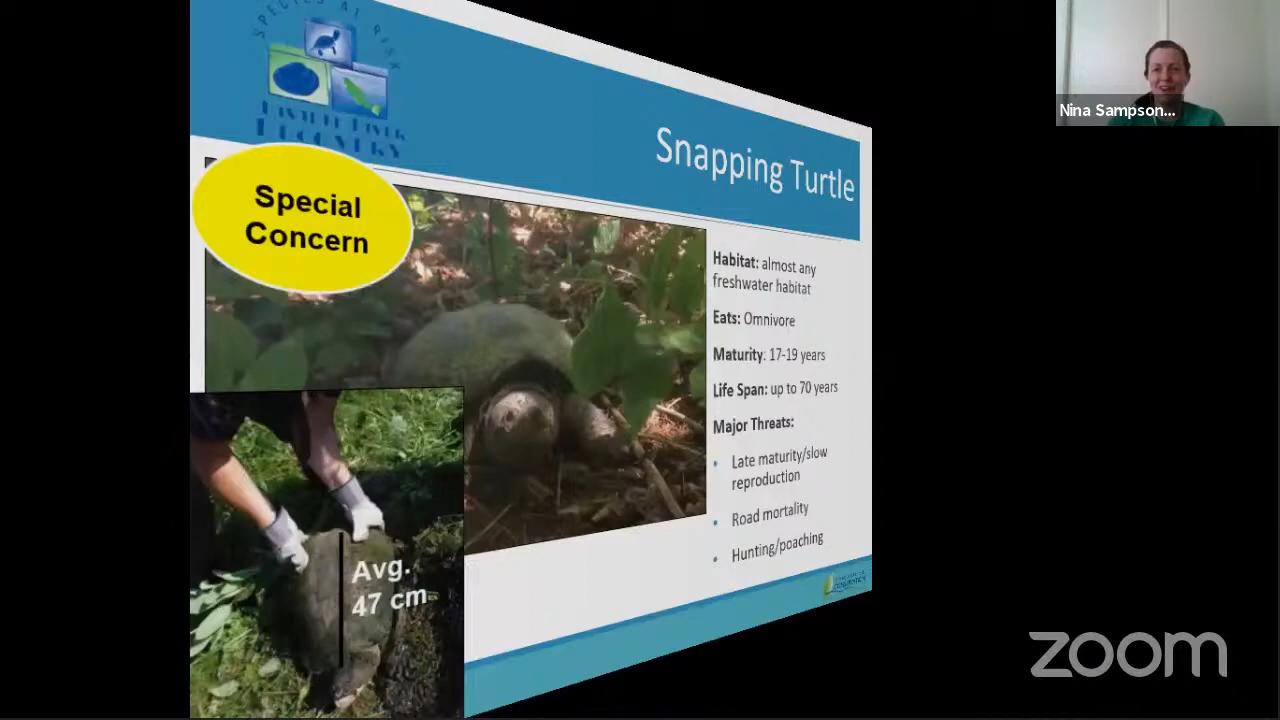 SPECIES AT RISK
RECOVERY
Snapping Turtle
Special
Concern
Habitat: almost any
freshwater habitat
Eats: Omnivore
Maturity: 17-19 years
Life Span: up to 70 years
Major Threats:
• Late maturity/slow
reproduction
• Road mortality
• Hunting/poaching
Avg.
47 cm
Nina Sampson...
zoom